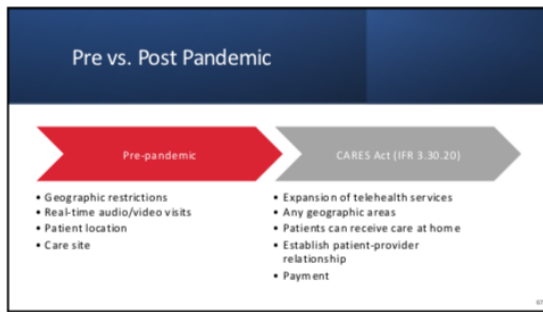 Pre vs. Post Pandemic
Pre-pandemic
CARES Act (IFR 3.30.20)
• Geographic restrictions
• Real-time audio/video visits
• Patient location
• Care site
• Expansion of telehealth services
• Any geographic areas
• Patients can receive care at home
• Establish patient-provider
relationship
• Payment
67